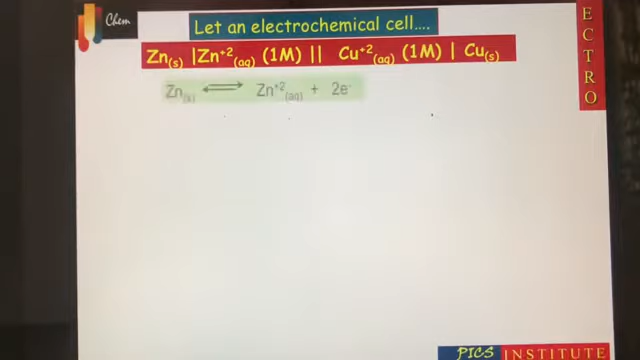 Chem
Let an electrochemical cell....
Zn(s) |Zn+2(aq) (1M) || Cu+2(aq) (1M) | Cu(s)
Zn(s) ⟺ Zn+2(aq) + 2e-
ECTRO
PICS INSTITUTE